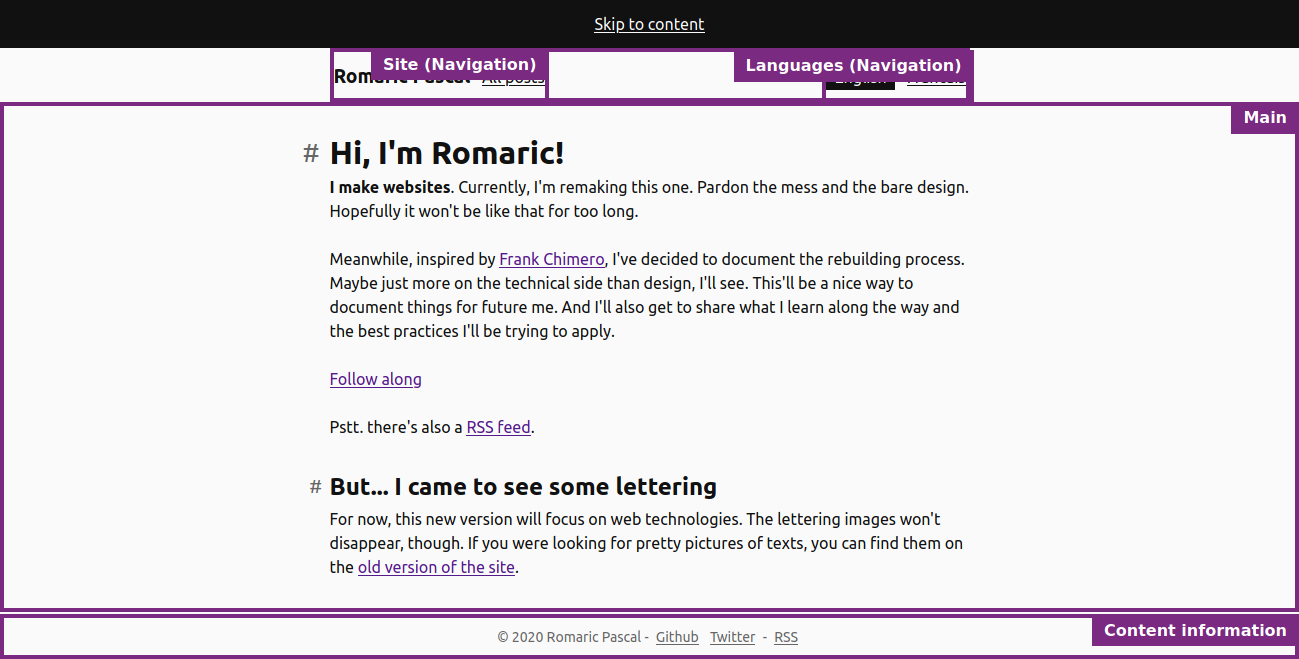 Skip to content
Site (Navigation)
Languages (Navigation)
Romaric Pascal All posts
English Français
Main
# Hi, I'm Romaric!
I make websites. Currently, I'm remaking this one. Pardon the mess and the bare design.
Hopefully it won't be like that for too long.
Meanwhile, inspired by Frank Chimero, I've decided to document the rebuilding process.
Maybe just more on the technical side than design, I'll see. This'll be a nice way to
document things for future me. And I'll also get to share what I learn along the way and
the best practices I'll be trying to apply.
Follow along
Pstt. there's also a RSS feed.
# But... I came to see some lettering
For now, this new version will focus on web technologies. The lettering images won't
disappear, though. If you were looking for pretty pictures of texts, you can find them on
the old version of the site.
© 2020 Romaric Pascal - Github Twitter - RSS
Content information